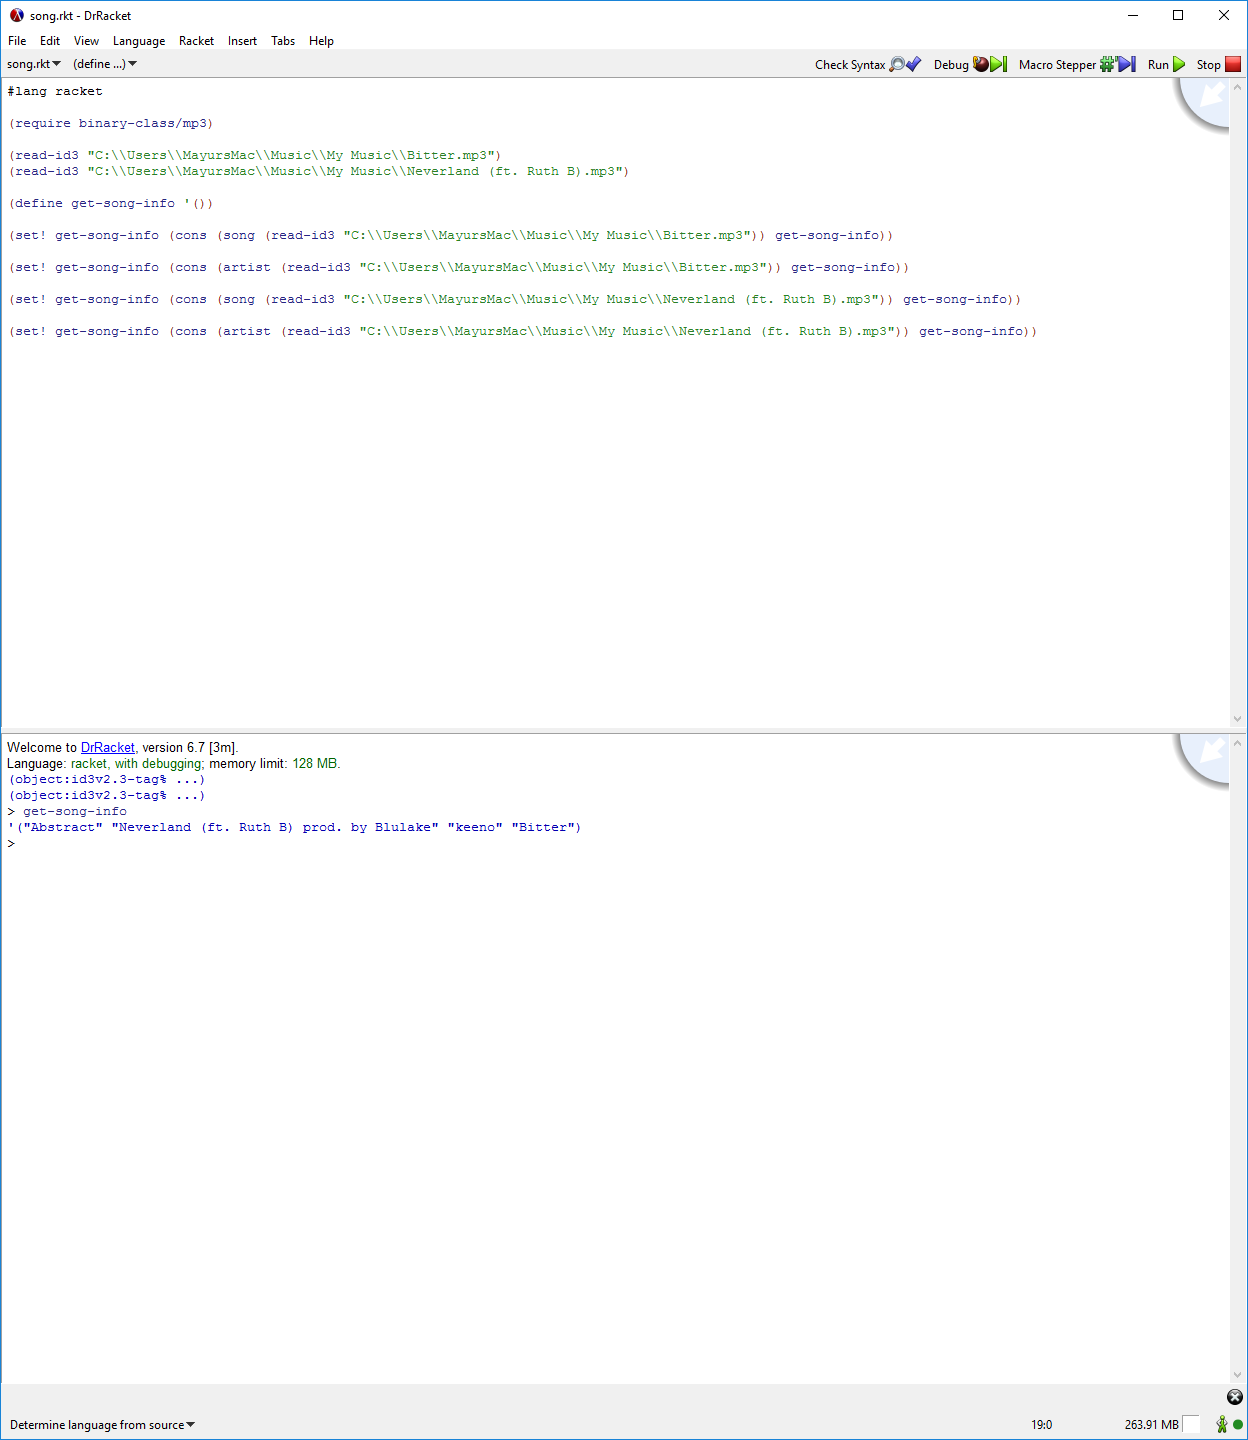 song.rkt - DrRacket
File Edit View Language Racket Insert Tabs Help
song.rkt (define ...) Check Syntax Debug Macro Stepper Run Stop
#lang racket
(require binary-class/mp3)
(read-id3 "C:\\Users\\MayursMac\\Music\\My Music\\Bitter.mp3")
(read-id3 "C:\\Users\\MayursMac\\Music\\My Music\\Neverland (ft. Ruth B).mp3")
(define get-song-info '())
(set! get-song-info (cons (song (read-id3 "C:\\Users\\MayursMac\\Music\\My Music\\Bitter.mp3")) get-song-info))
(set! get-song-info (cons (artist (read-id3 "C:\\Users\\MayursMac\\Music\\My Music\\Bitter.mp3")) get-song-info))
(set! get-song-info (cons (song (read-id3 "C:\\Users\\MayursMac\\Music\\My Music\\Neverland (ft. Ruth B).mp3")) get-song-info))
(set! get-song-info (cons (artist (read-id3 "C:\\Users\\MayursMac\\Music\\My Music\\Neverland (ft. Ruth B).mp3")) get-song-info))
Welcome to DrRacket, version 6.7 [3m].
Language: racket, with debugging; memory limit: 128 MB.
(object:id3v2.3-tag% ...)
(object:id3v2.3-tag% ...)
> get-song-info
'("Abstract" "Neverland (ft. Ruth B) prod. by Blulake" "keeno" "Bitter")
>
Determine language from source 19:0 263.91 MB